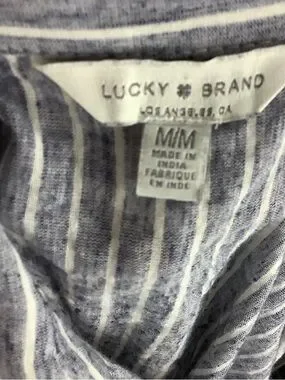 LUCKY BRAND
LOS ANGELES, CA
M/M
MADE IN
INDIA
FABRIQUE
EN INDE